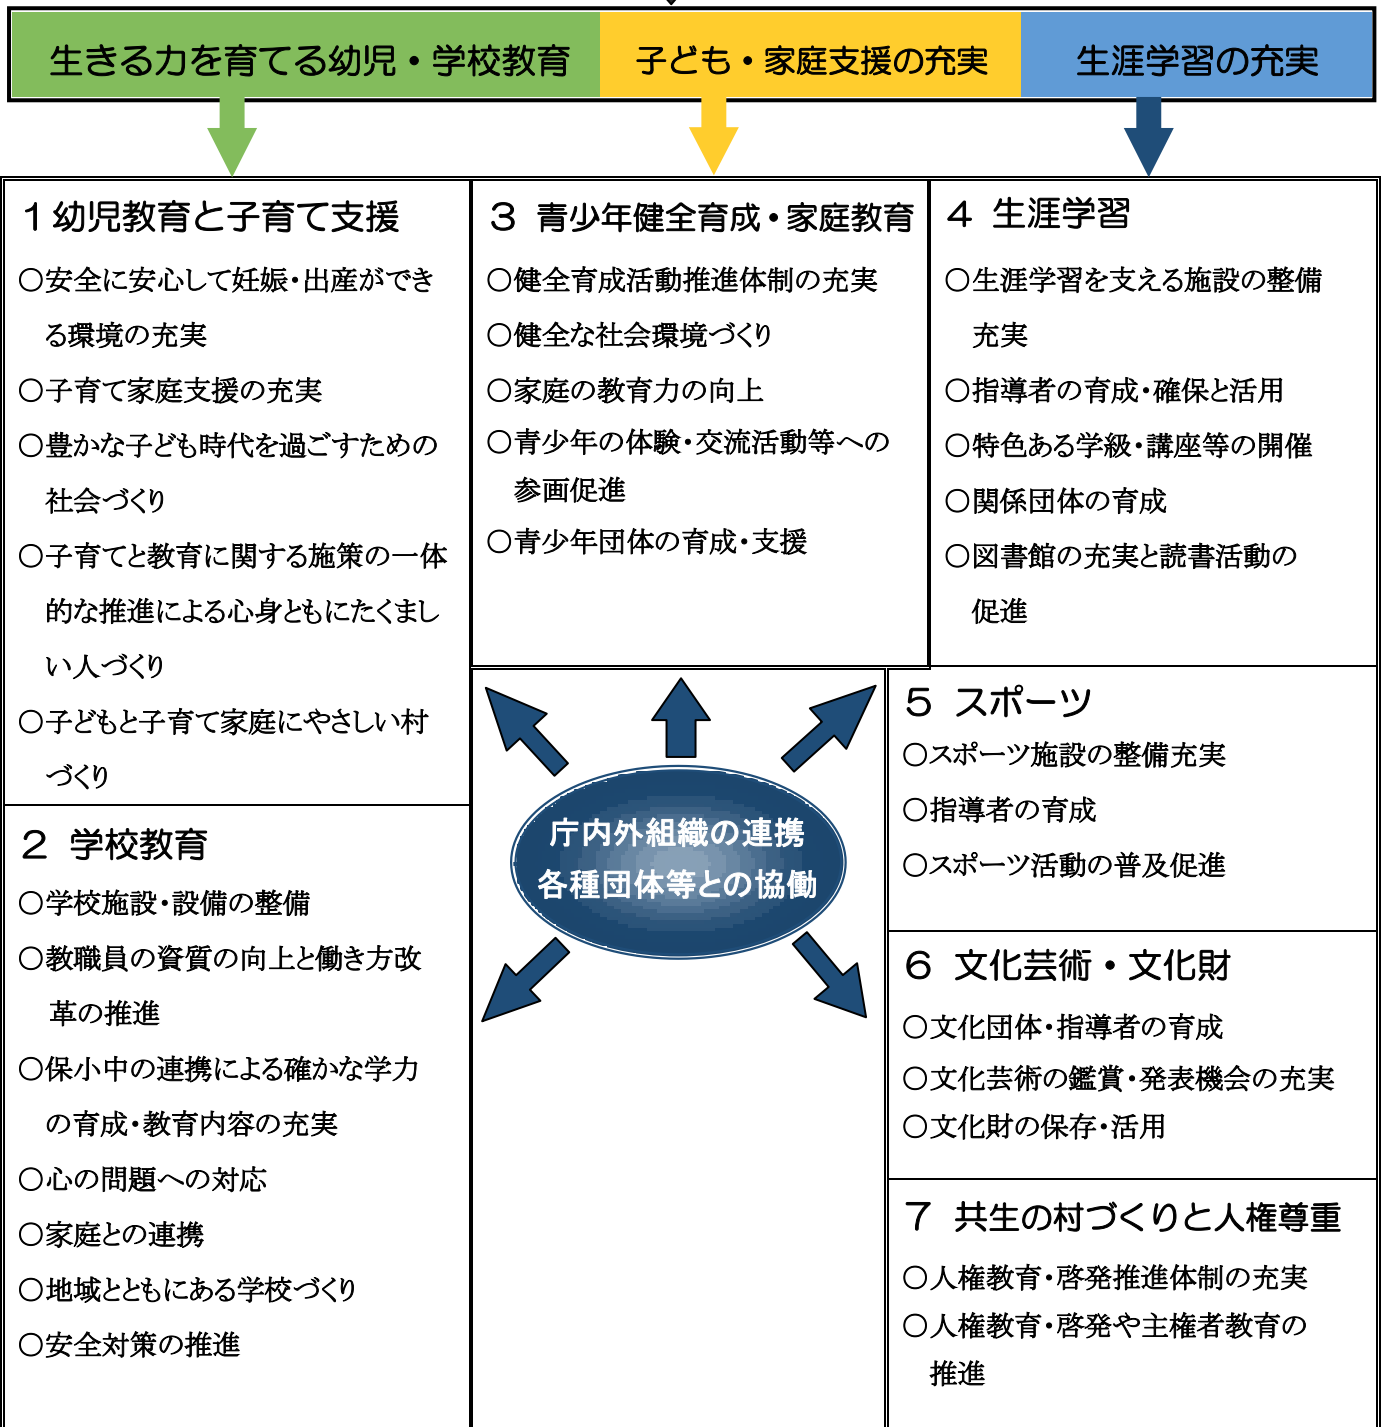 生きる力を育てる幼児・学校教育
子ども・家庭支援の充実
生涯学習の充実
１幼児教育と子育て支援
○安全に安心して妊娠・出産ができ
る環境の充実
○子育て家庭支援の充実
○豊かな子ども時代を過ごすための
社会づくり
○子育てと教育に関する施策の一体
的な推進による心身ともにたくまし
い人づくり
○子どもと子育て家庭にやさしい村
づくり
２ 学校教育
○学校施設・設備の整備
○教職員の資質の向上と働き方改
革の推進
○保小中の連携による確かな学力
の育成・教育内容の充実
○心の問題への対応
○家庭との連携
○地域とともにある学校づくり
○安全対策の推進
３ 青少年健全育成・家庭教育
○健全育成活動推進体制の充実
○健全な社会環境づくり
○家庭の教育力の向上
○青少年の体験・交流活動等への
参画促進
○青少年団体の育成・支援
庁内外組織の連携
各種団体等との協働
４ 生涯学習
○生涯学習を支える施設の整備
充実
○指導者の育成・確保と活用
○特色ある学級・講座等の開催
○関係団体の育成
○図書館の充実と読書活動の
促進
５ スポーツ
○スポーツ施設の整備充実
○指導者の育成
○スポーツ活動の普及促進
６ 文化芸術・文化財
○文化団体・指導者の育成
○文化芸術の鑑賞・発表機会の充実
○文化財の保存・活用
７ 共生の村づくりと人権尊重
○人権教育・啓発推進体制の充実
○人権教育・啓発や主権者教育の
推進